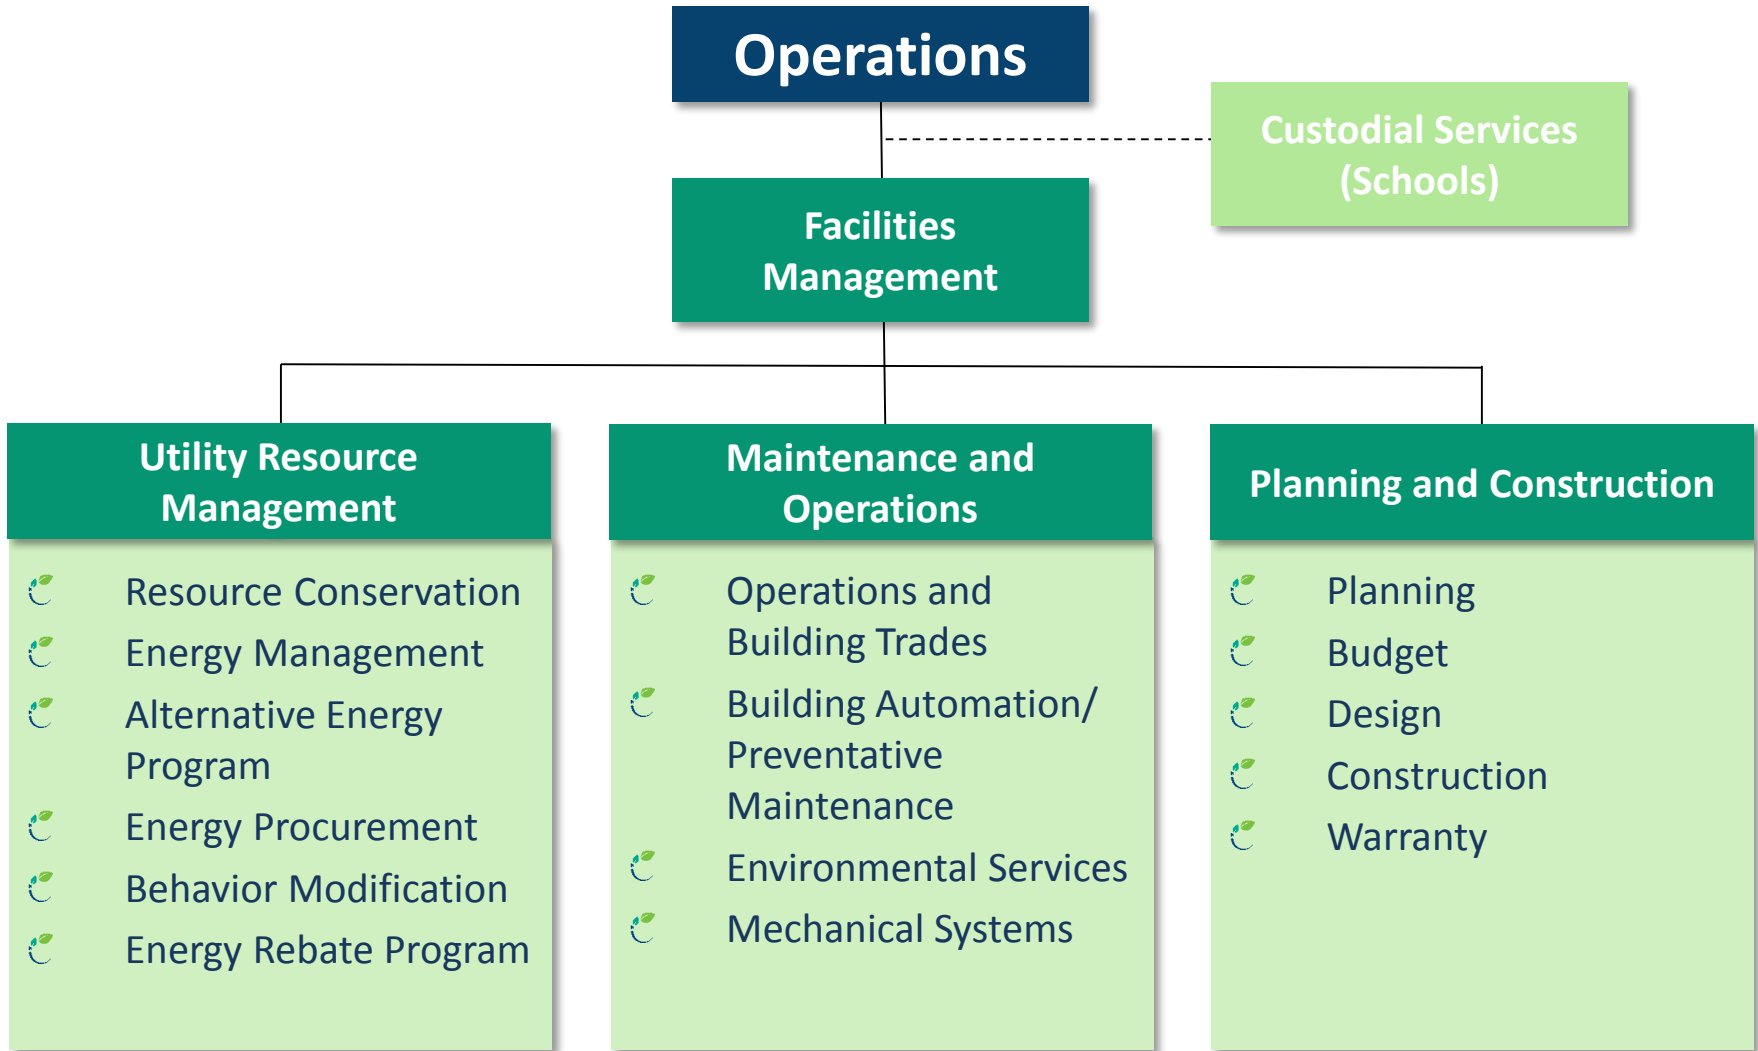 Operations
Custodial Services
(Schools)
Facilities
Management
Utility Resource
Management
Resource Conservation
Energy Management
Alternative Energy
Program
Energy Procurement
Behavior Modification
Energy Rebate Program
Maintenance and
Operations
Operations and
Building Trades
Building Automation/
Preventative
Maintenance
Environmental Services
Mechanical Systems
Planning and Construction
Planning
Budget
Design
Construction
Warranty